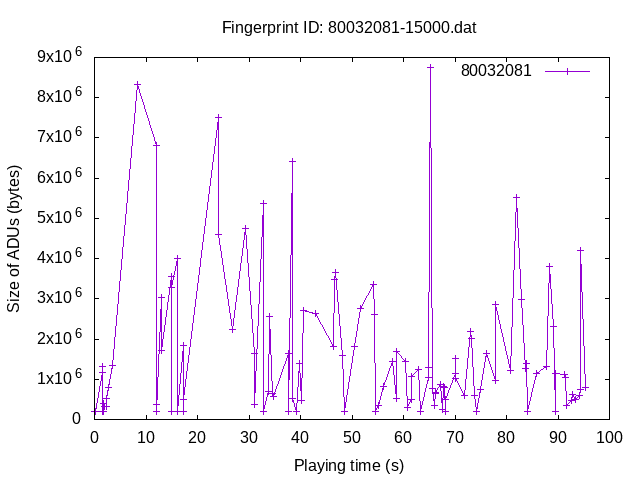 Fingerprint ID: 80032081-15000.dat
80032081
9x10^6
8x10^6
7x10^6
6x10^6
5x10^6
4x10^6
3x10^6
2x10^6
1x10^6
0
Size of ADUs (bytes)
0 10 20 30 40 50 60 70 80 90 100
Playing time (s)